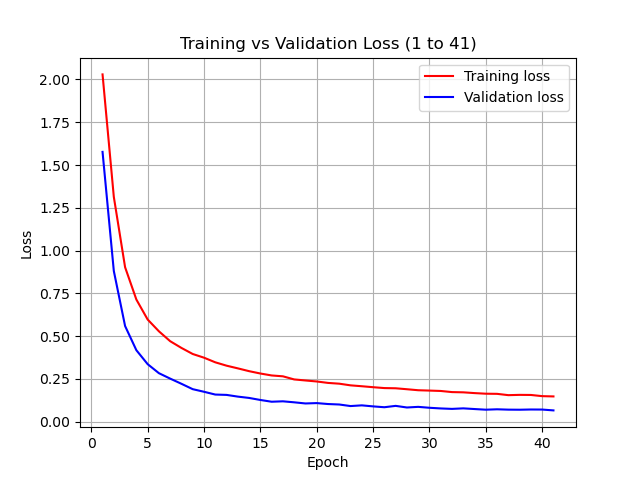 Training vs Validation Loss (1 to 41)
Training loss
Validation loss
2.00
1.75
1.50
1.25
1.00
0.75
0.50
0.25
0.00
Loss
0 5 10 15 20 25 30 35 40
Epoch